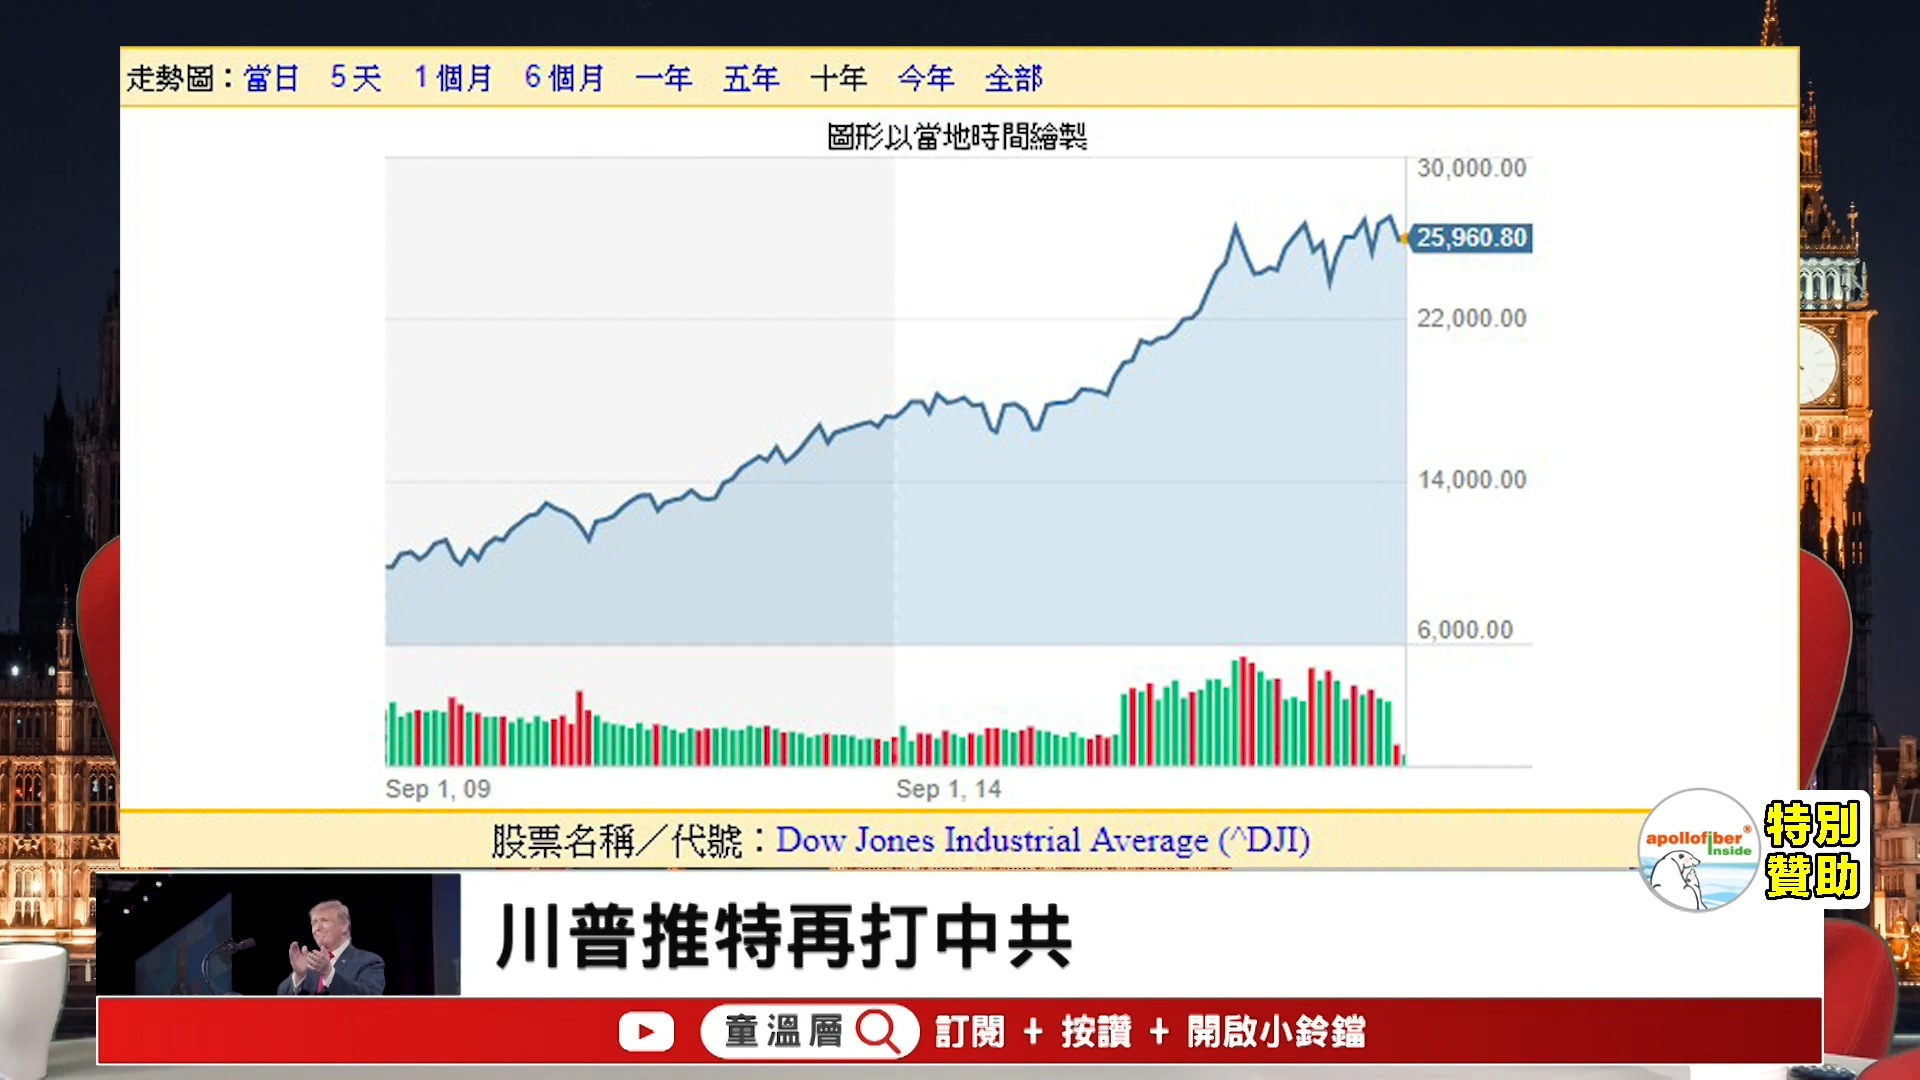 走勢圖：當日 5天 1個月 6個月 一年 五年 十年 今年 全部
圖形以當地時間繪製
30,000.00
25,960.80
22,000.00
14,000.00
6,000.00
Sep 1, 09 Sep 1, 14
股票名稱／代號：Dow Jones Industrial Average (^DJI)
apollofiber®
Inside
特別
贊助
川普推特再打中共
童溫層 訂閱 + 按讚 + 開啟小鈴鐺